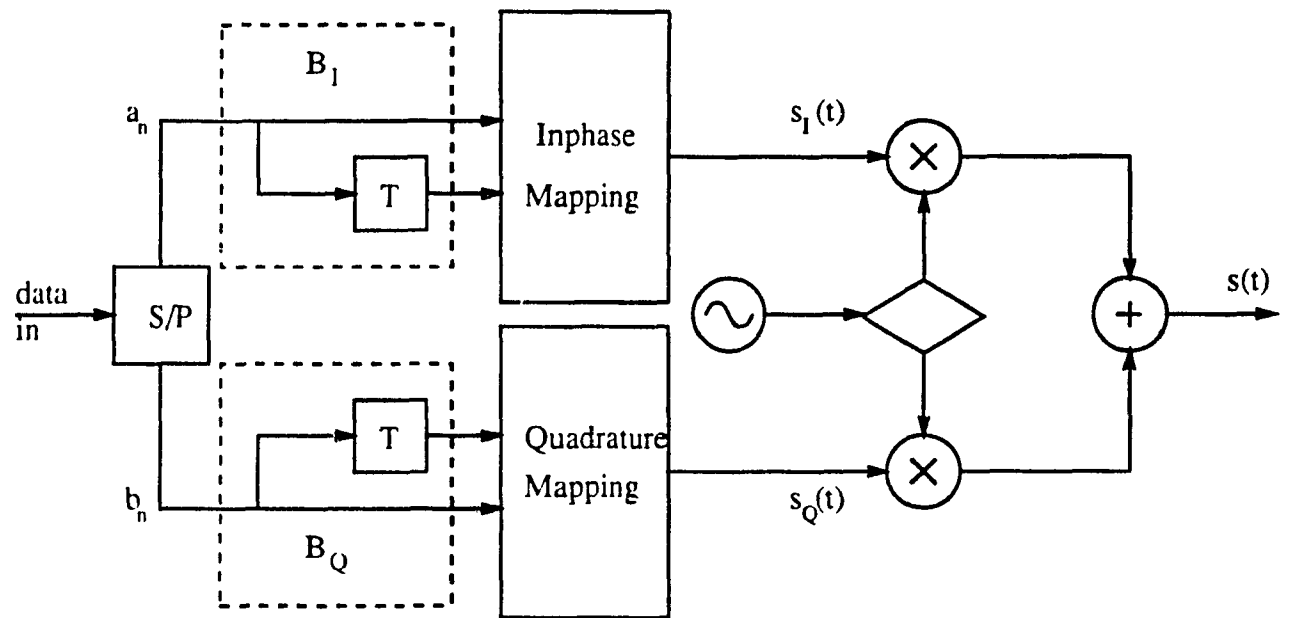 B_I
a_n
T
Inphase
Mapping
s_I(t)
×
data
in
S/P
s(t)
+
T
Quadrature
Mapping
b_n
B_Q
s_Q(t)
×